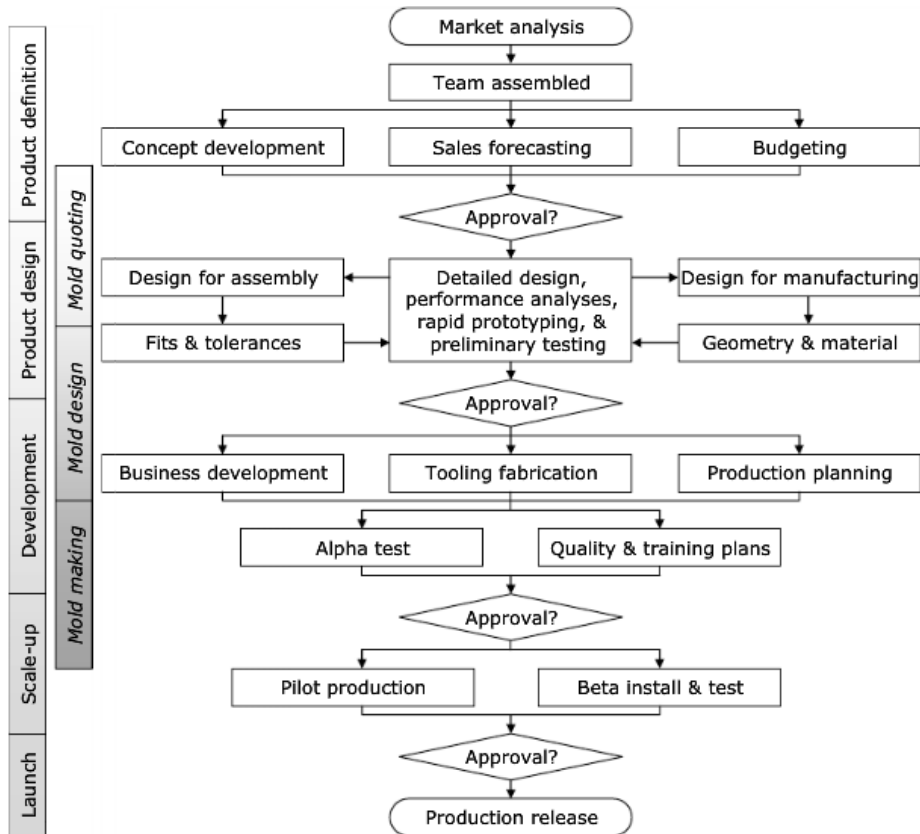 Market analysis
Team assembled
Concept development
Sales forecasting
Budgeting
Approval?
Design for assembly
Detailed design,
performance analyses,
rapid prototyping, &
preliminary testing
Design for manufacturing
Fits & tolerances
Geometry & material
Approval?
Business development
Tooling fabrication
Production planning
Alpha test
Quality & training plans
Approval?
Pilot production
Beta install & test
Approval?
Production release
Product definition
Product design
Development
Scale-up
Launch
Mold quoting
Mold design
Mold making